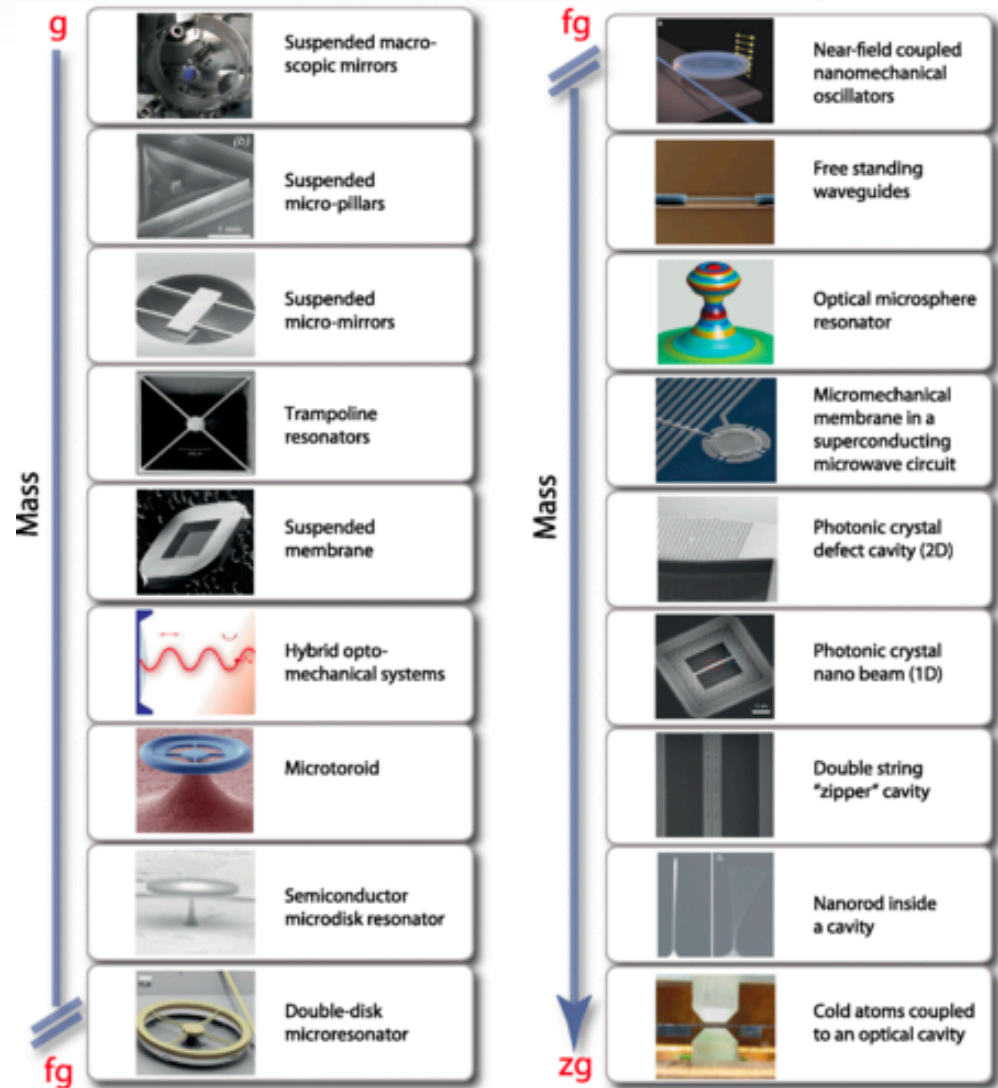 g
Mass
fg
Suspended macro-
scopic mirrors
(b)
1 mm
Suspended
micro-pillars
Suspended
micro-mirrors
Trampoline
resonators
Suspended
membrane
Hybrid opto-
mechanical systems
Microtoroid
Semiconductor
microdisk resonator
Double-disk
microresonator
fg
Mass
zg
Near-field coupled
nanomechanical
oscillators
Free standing
waveguides
Optical microsphere
resonator
Micromechanical
membrane in a
superconducting
microwave circuit
Photonic crystal
defect cavity (2D)
Photonic crystal
nano beam (1D)
Double string
"zipper" cavity
Nanorod inside
a cavity
Cold atoms coupled
to an optical cavity